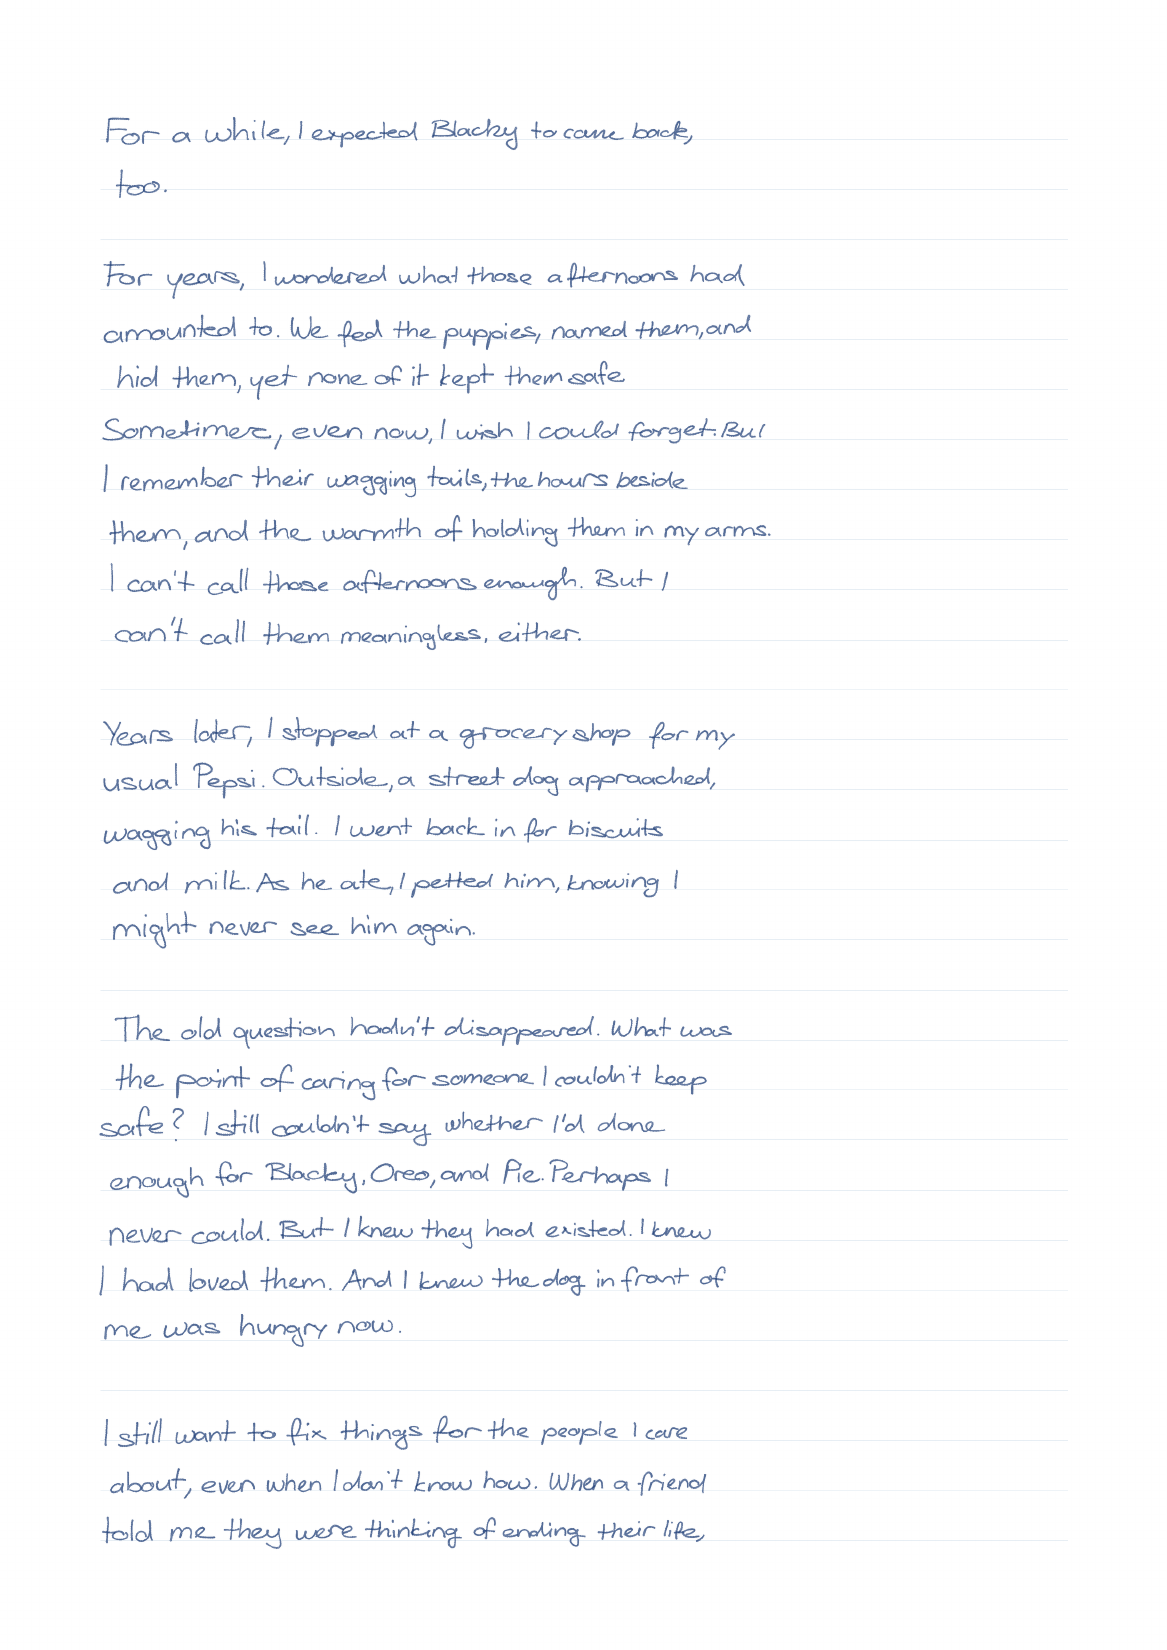 For a while, I expected Blacky to come back,
too.
For years, I wondered what those afternoons had
amounted to. We fed the puppies, named them, and
hid them, yet none of it kept them safe
Sometimes, even now, I wish I could forget. But
I remember their wagging tails, the hours beside
them, and the warmth of holding them in my arms.
I can't call those afternoons enough. But I
can't call them meaningless, either.
Years later, I stopped at a grocery shop for my
usual Pepsi. Outside, a street dog approached,
wagging his tail. I went back in for biscuits
and milk. As he ate, I petted him, knowing I
might never see him again.
The old question hadn't disappeared. What was
the point of caring for someone I couldn't keep
safe? I still couldn't say whether I'd done
enough for Blacky, Oreo, and Pie. Perhaps I
never could. But I knew they had existed. I knew
I had loved them. And I knew the dog in front of
me was hungry now.
I still want to fix things for the people I care
about, even when I don't know how. When a friend
told me they were thinking of ending their life,